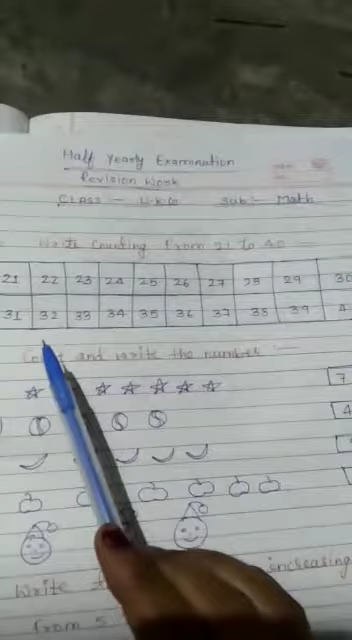 Half Yearly Examination
Revision Work
CLASS - U.K.G. Sub:- Math
Write Counting from 21 to 40
21 22 23 24 25 26 27 28 29 30
31 32 33 34 35 36 37 38 39
and write the number :-
7
4
Write increasing
from 5